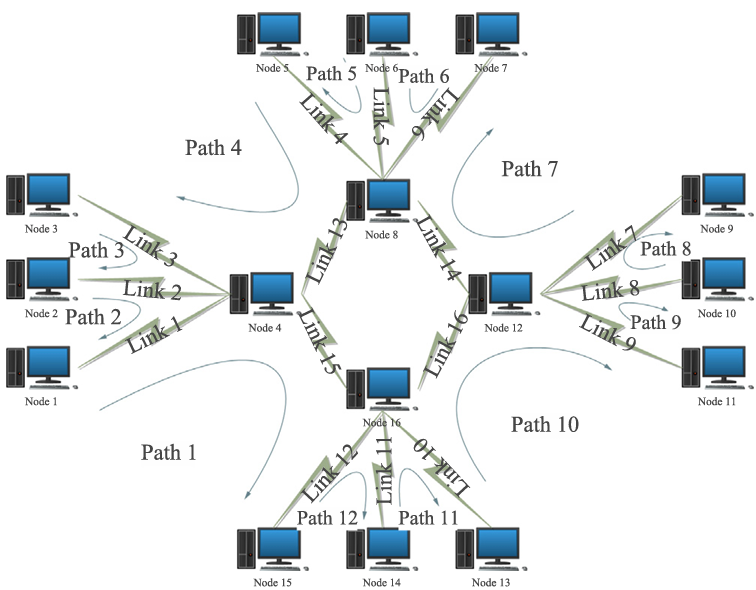 Node 5
Node 6
Node 7
Path 5
Path 6
Link 4
Link 5
Link 6
Path 4
Path 7
Node 3
Node 8
Node 9
Path 3
Link 3
Link 13
Link 14
Link 7
Path 8
Node 2
Link 2
Node 4
Node 12
Link 8
Node 10
Path 2
Link 1
Link 15
Link 16
Link 9
Path 9
Node 1
Node 16
Node 11
Path 1
Path 10
Link 12
Link 11
Link 10
Path 12
Path 11
Node 15
Node 14
Node 13